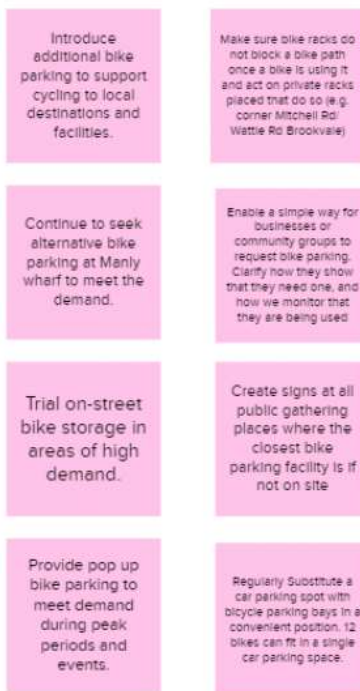 Introduce
additional bike
parking to support
cycling to local
destinations and
facilities.
Make sure bike racks do
not block a bike path
once a bike is using it
and act on private racks
placed that do so (e.g.
corner Mitchell Rd/
Wattle Rd Brookvale)
Continue to seek
alternative bike
parking at Manly
wharf to meet the
demand.
Enable a simple way for
businesses or
community groups to
request bike parking.
Clarify how they show
that they need one, and
how we monitor that
they are being used
Trial on-street
bike storage in
areas of high
demand.
Create signs at all
public gathering
places where the
closest bike
parking facility is if
not on site
Provide pop up
bike parking to
meet demand
during peak
periods and
events.
Regularly Substitute a
car parking spot with
bicycle parking bays in a
convenient position. 12
bikes can fit in a single
car parking space.